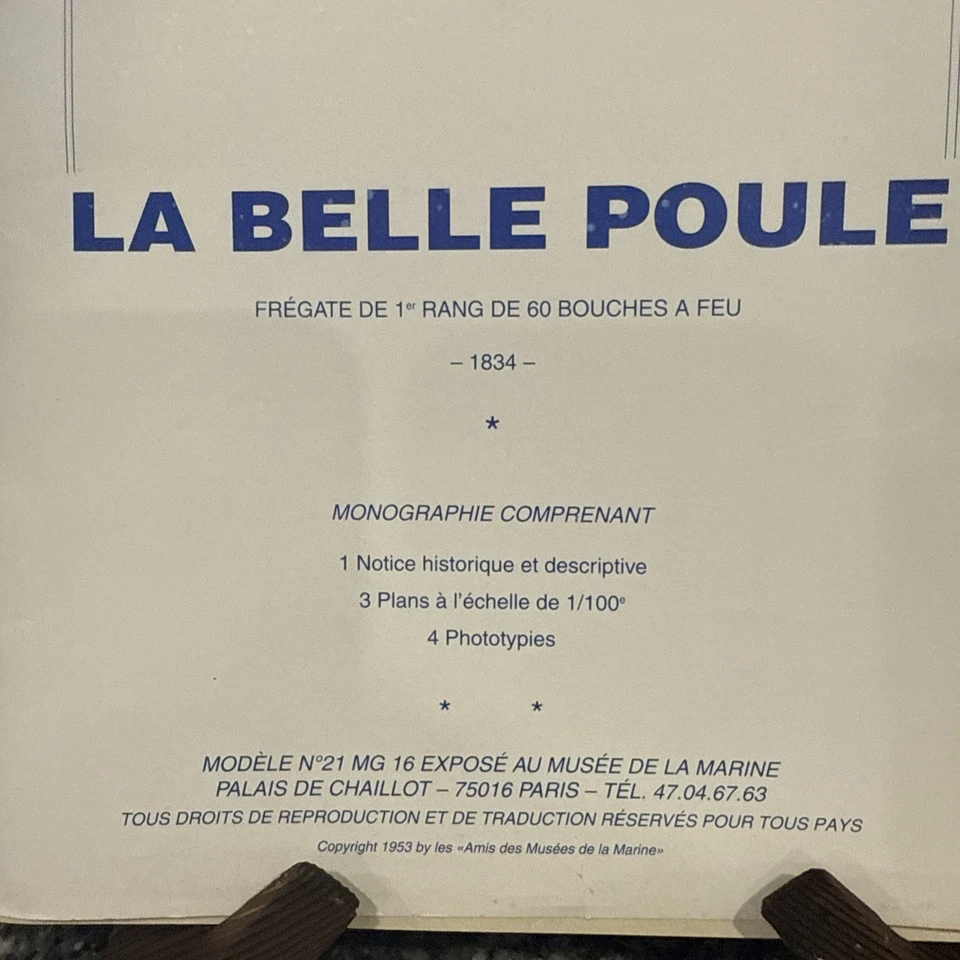 LA BELLE POULE
FRÉGATE DE 1er RANG DE 60 BOUCHES A FEU
– 1834 –
*
MONOGRAPHIE COMPRENANT
1 Notice historique et descriptive
3 Plans à l'échelle de 1/100e
4 Phototypies
* *
MODÈLE N°21 MG 16 EXPOSÉ AU MUSÉE DE LA MARINE
PALAIS DE CHAILLOT – 75016 PARIS – TÉL. 47.04.67.63
TOUS DROITS DE REPRODUCTION ET DE TRADUCTION RÉSERVÉS POUR TOUS PAYS
Copyright 1953 by les «Amis des Musées de la Marine»